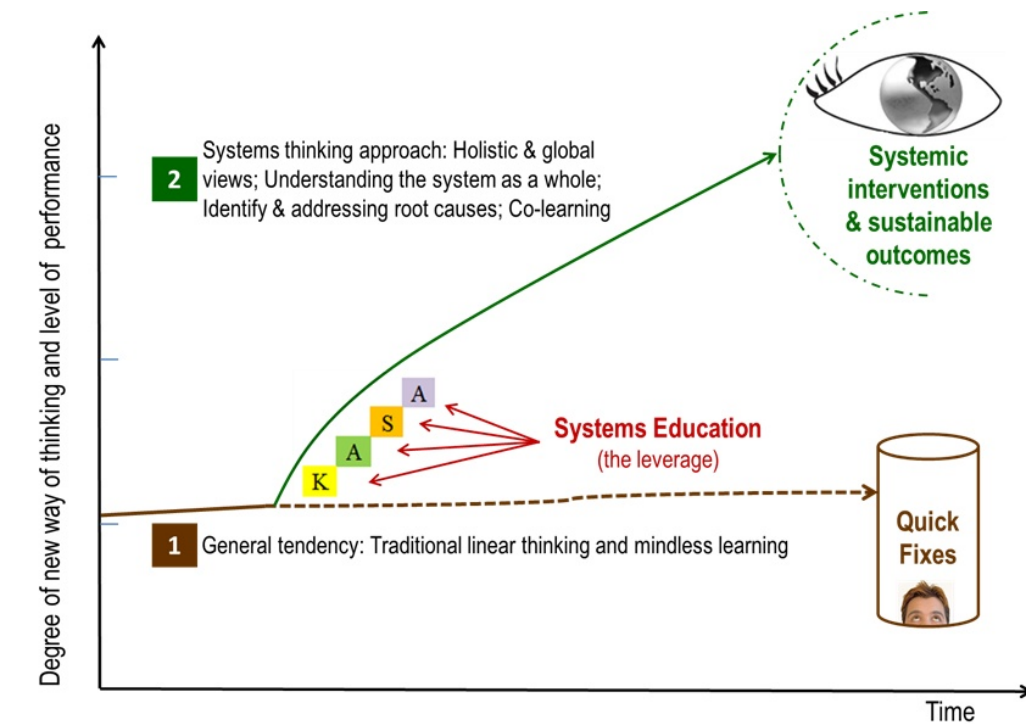 Degree of new way of thinking and level of performance
2
Systems thinking approach: Holistic & global
views; Understanding the system as a whole;
Identify & addressing root causes; Co-learning
Systemic
interventions
& sustainable
outcomes
A
S
A
K
Systems Education
(the leverage)
1
General tendency: Traditional linear thinking and mindless learning
Quick
Fixes
Time